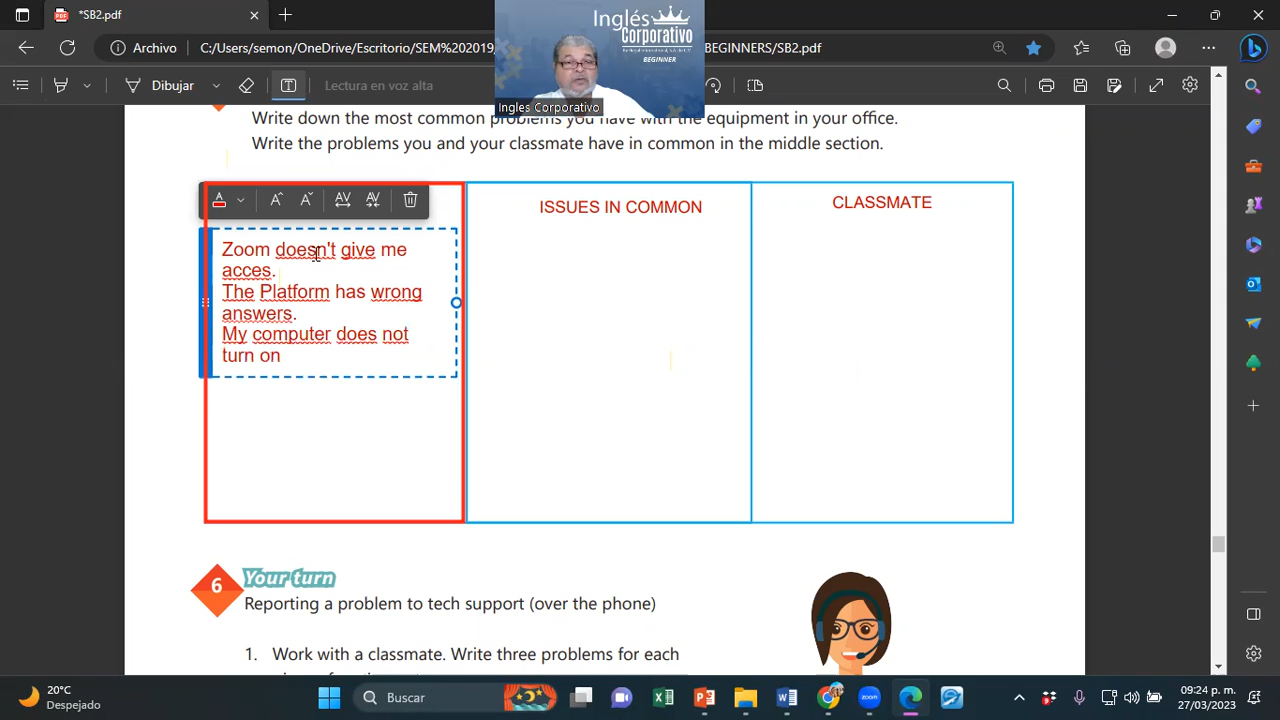 *SB2.pdf
Archivo
C:/Users/semon/OneDrive/Escritorio/SEM%202019
BEGINNERS/SB2.pdf
Dibujar
Lectura en voz alta
Inglés
Corporativo
BEGINNER
Ingles Corporativo
Write down the most common problems you have with the equipment in your office.
Write the problems you and your classmate have in common in the middle section.
ISSUES IN COMMON
CLASSMATE
Zoom doesn't give me
acces.
The Platform has wrong
answers.
My computer does not
turn on
6
Your turn
Reporting a problem to tech support (over the phone)
1. Work with a classmate. Write three problems for each
20°C
Despejado
Buscar
09:24 p. m.
27/03/2023